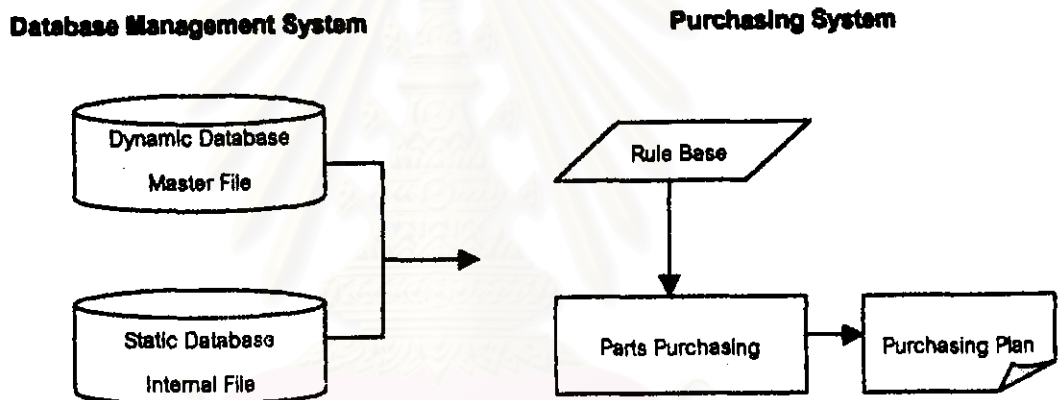 Database Management System
Purchasing System
Dynamic Database
Master File
Rule Base
Static Database
Internal File
Parts Purchasing
Purchasing Plan